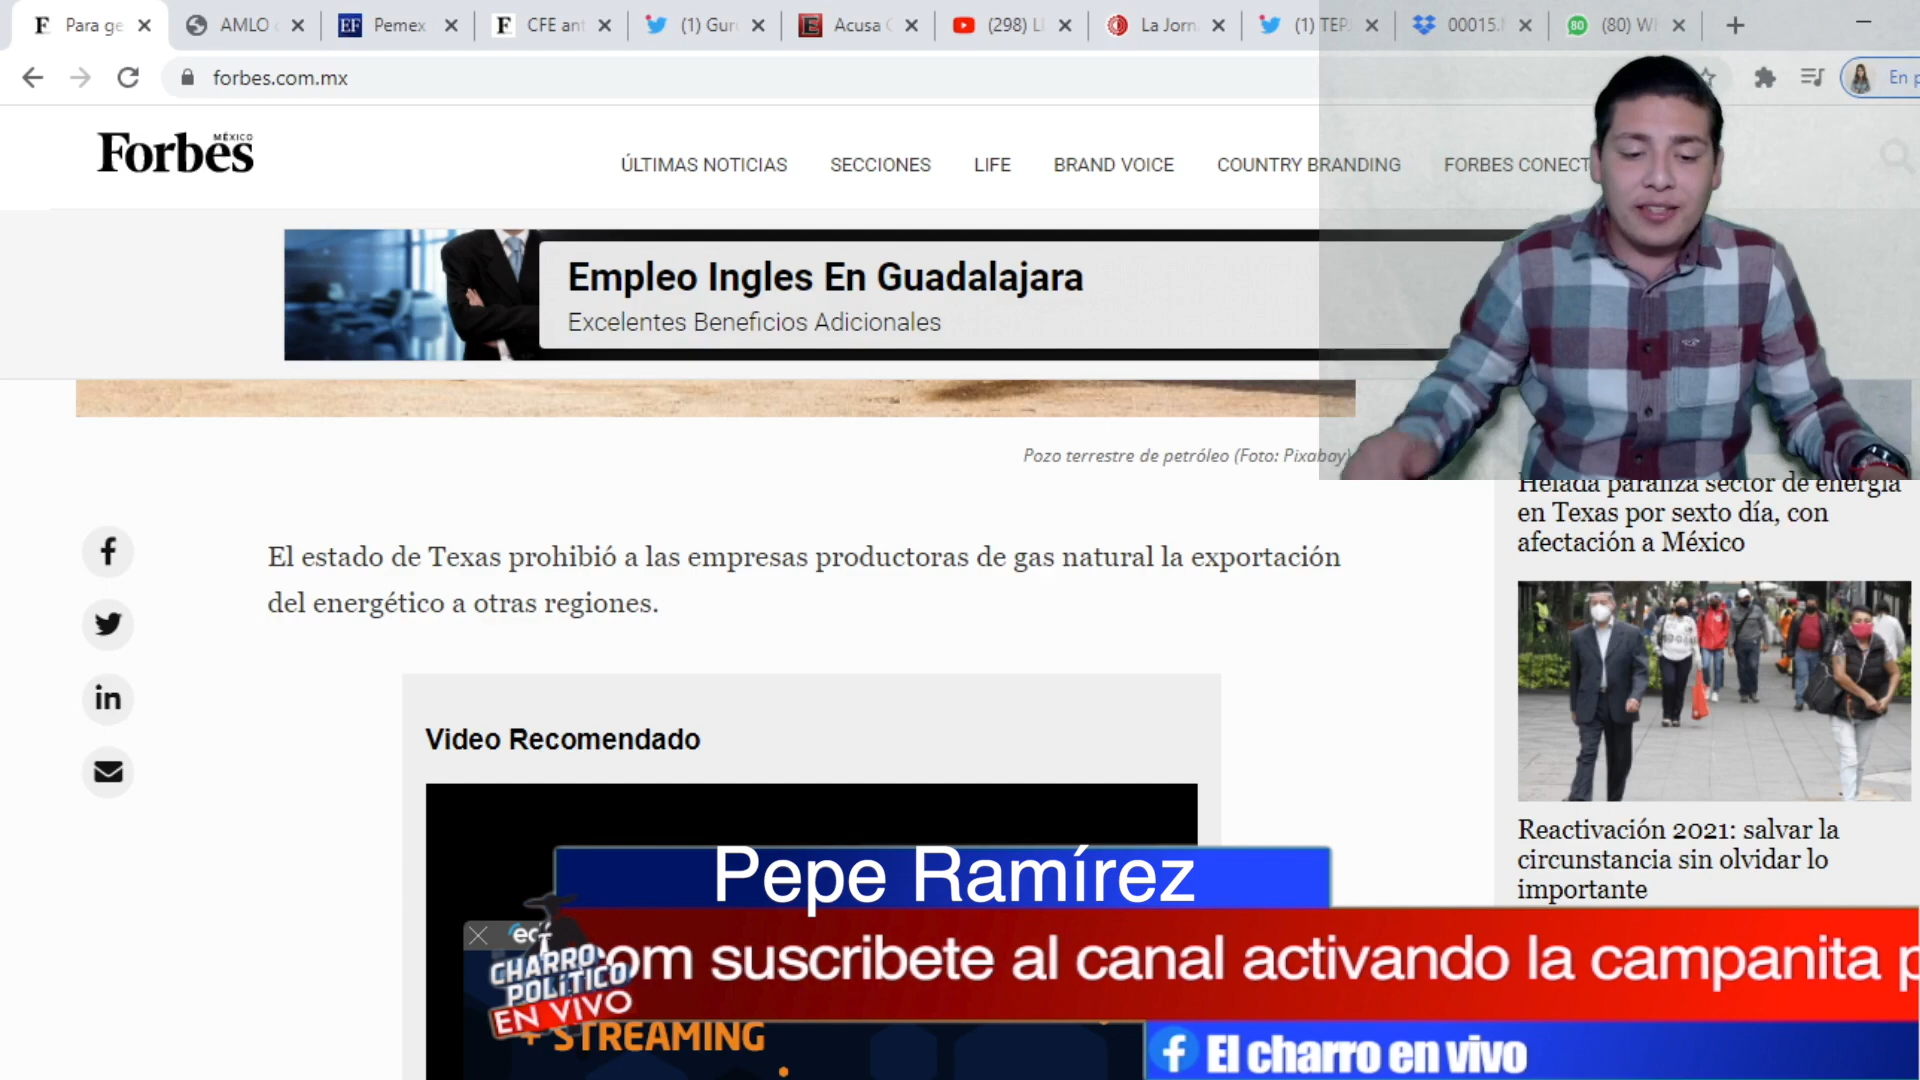 Para ge
AMLO
EF
Pemex
CFE ant
(1) Gur
Acusa
(298)
La Jorn
(1) TEP
00015.
80
(80) W
forbes.com.mx
En p
Forbes
MÉXICO
ÚLTIMAS NOTICIAS
SECCIONES
LIFE
BRAND VOICE
COUNTRY BRANDING
FORBES CONECT
Empleo Ingles En Guadalajara
Excelentes Beneficios Adicionales
Pozo terrestre de petróleo (Foto: Pixabay)
Helada paraliza sector de energía
en Texas por sexto día, con
afectación a México
El estado de Texas prohibió a las empresas productoras de gas natural la exportación
del energético a otras regiones.
Video Recomendado
Reactivación 2021: salvar la
circunstancia sin olvidar lo
importante
Pepe Ramírez
om suscribete al canal activando la campanita p
CHARRO
POLÍTICO
EN VIVO
+ STREAMING
El charro en vivo